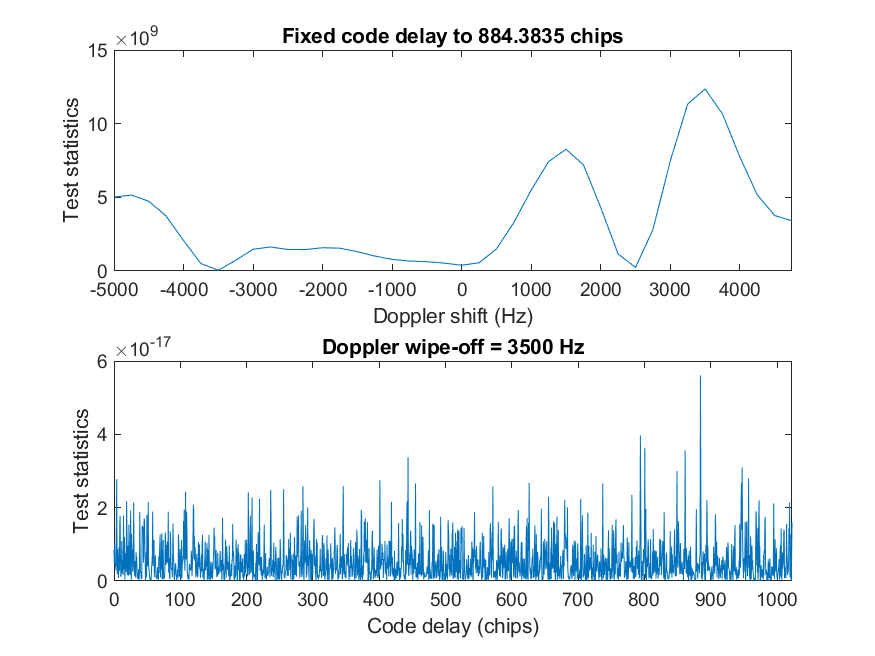 Fixed code delay to 884.3835 chips
×10^9
15
10
5
0
Test statistics
-5000 -4000 -3000 -2000 -1000 0 1000 2000 3000 4000
Doppler shift (Hz)
Doppler wipe-off = 3500 Hz
×10^-17
6
4
2
0
Test statistics
0 100 200 300 400 500 600 700 800 900 1000
Code delay (chips)